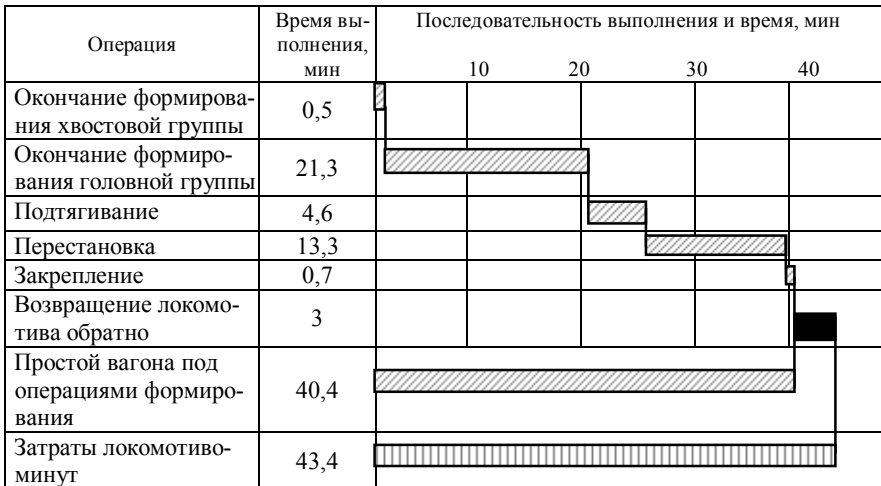 Операция
Время вы-
полнения,
мин
Последовательность выполнения и время, мин
10 20 30 40
Окончание формирова-
ния хвостовой группы
0,5
Окончание формиро-
вания головной группы
21,3
Подтягивание
4,6
Перестановка
13,3
Закрепление
0,7
Возвращение локомо-
тива обратно
3
Простой вагона под
операциями формиро-
вания
40,4
Затраты локомотиво-
минут
43,4